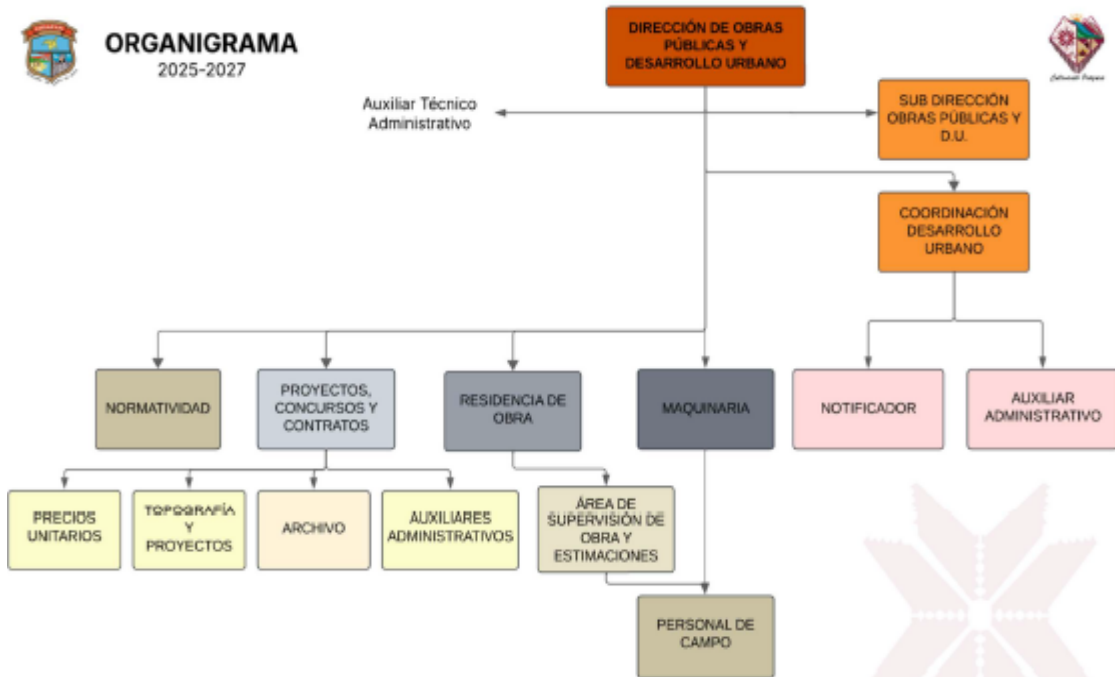 ORGANIGRAMA
2025-2027
DIRECCIÓN DE OBRAS
PÚBLICAS Y
DESARROLLO URBANO
Auxiliar Técnico
Administrativo
SUB DIRECCIÓN
OBRAS PÚBLICAS Y
D.U.
COORDINACIÓN
DESARROLLO
URBANO
NORMATIVIDAD
PROYECTOS,
CONCURSOS Y
CONTRATOS
RESIDENCIA DE
OBRA
MAQUINARIA
NOTIFICADOR
AUXILIAR
ADMINISTRATIVO
PRECIOS
UNITARIOS
TOPOGRAFÍA
Y
PROYECTOS
ARCHIVO
AUXILIARES
ADMINISTRATIVOS
ÁREA DE
SUPERVISIÓN DE
OBRA Y
ESTIMACIONES
PERSONAL DE
CAMPO